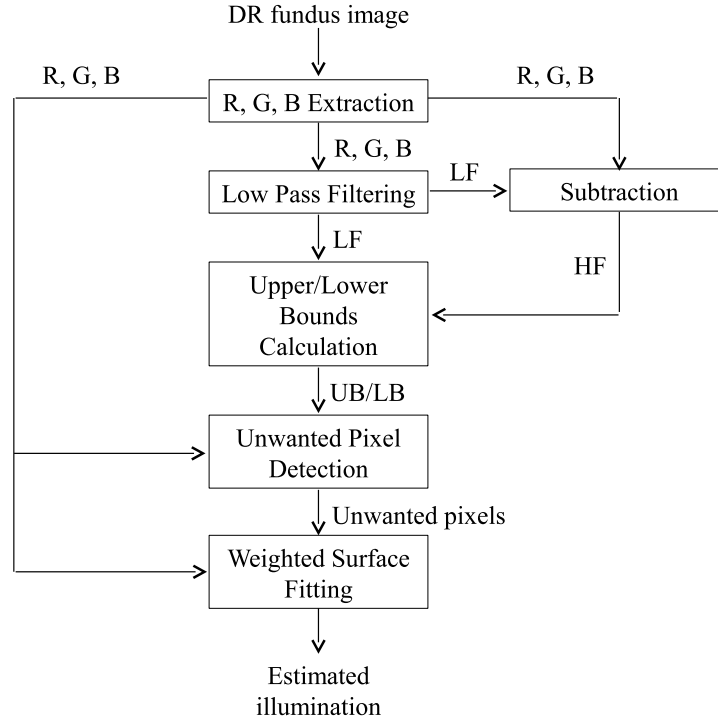 DR fundus image
R, G, B
R, G, B
R, G, B Extraction
R, G, B
LF
Low Pass Filtering
Subtraction
LF
HF
Upper/Lower
Bounds
Calculation
UB/LB
Unwanted Pixel
Detection
Unwanted pixels
Weighted Surface
Fitting
Estimated
illumination